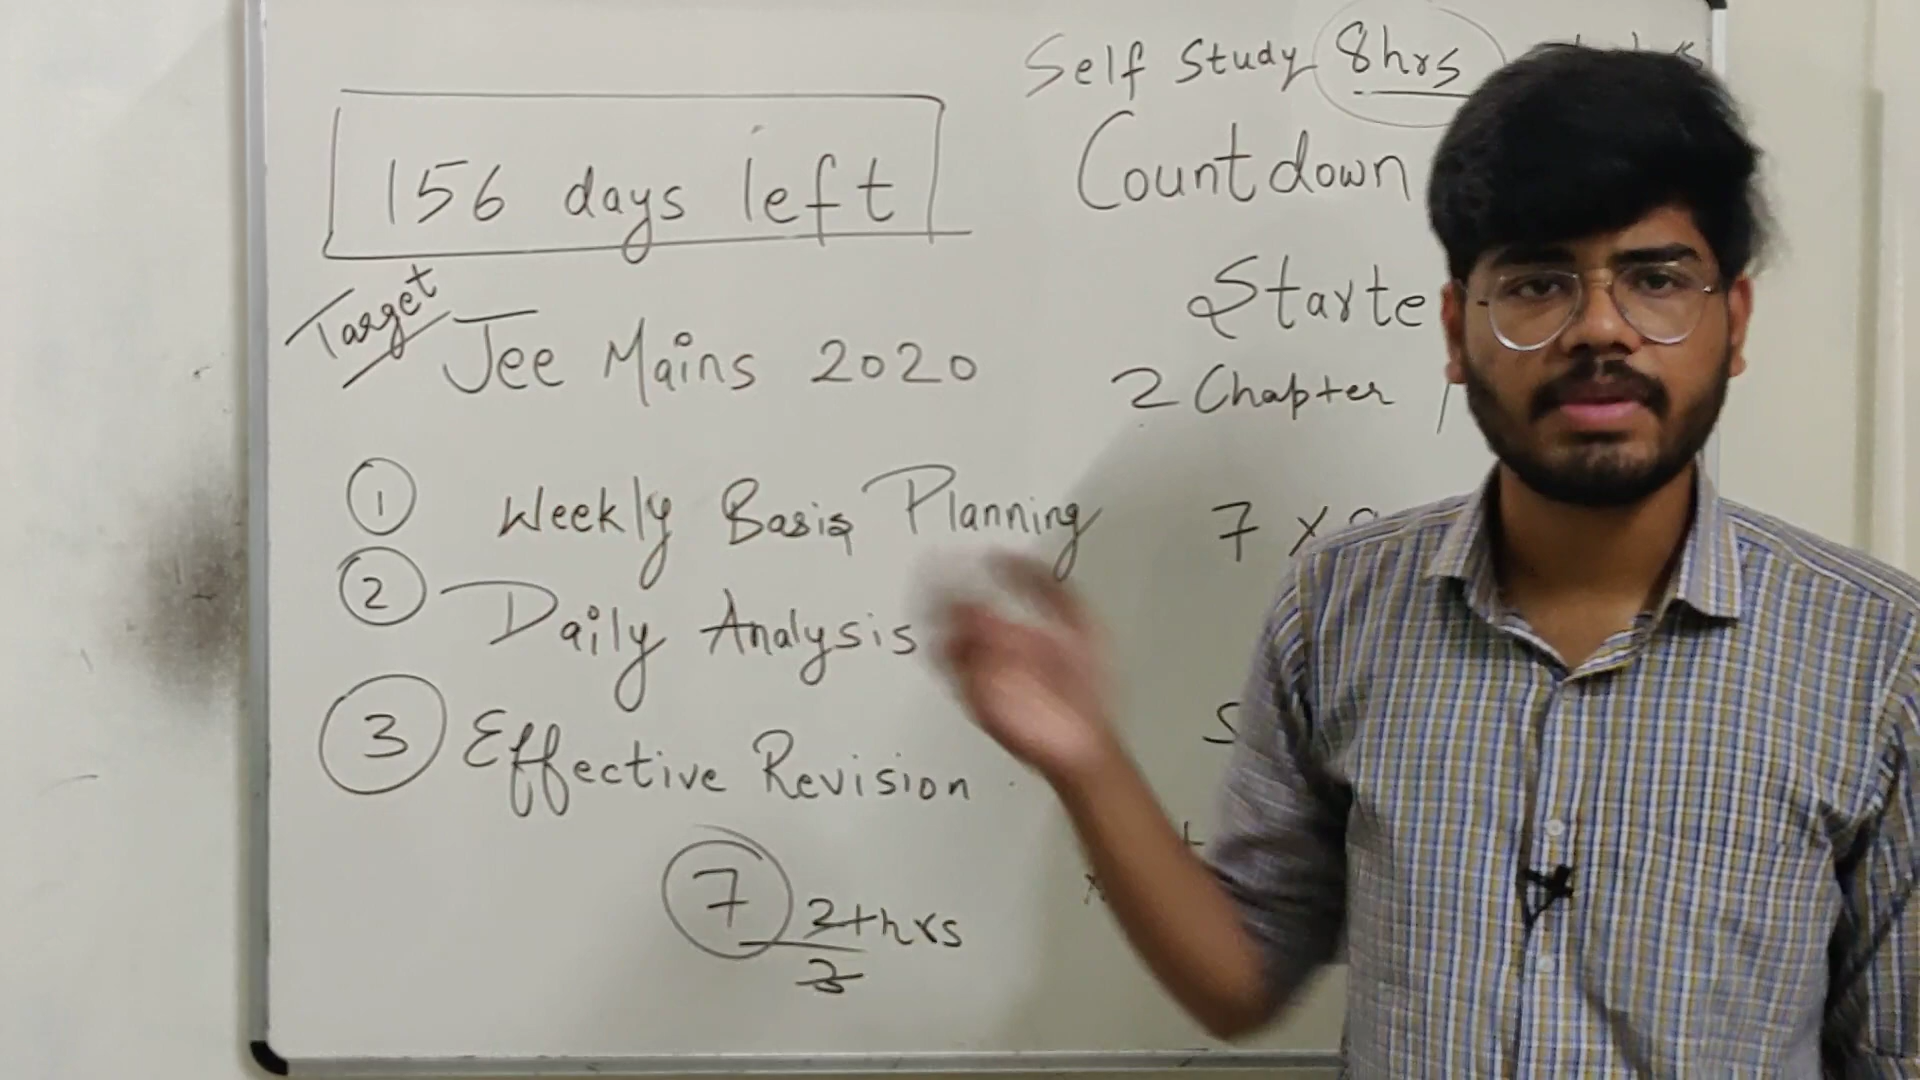 Self Study 8hrs
156 days left
Countdown
Starte
Target
Jee Mains 2020
2 Chapter
1 Weekly Basis Planning
7 x
2 Daily Analysis
3 Effective Revision
7 2+hrs
3